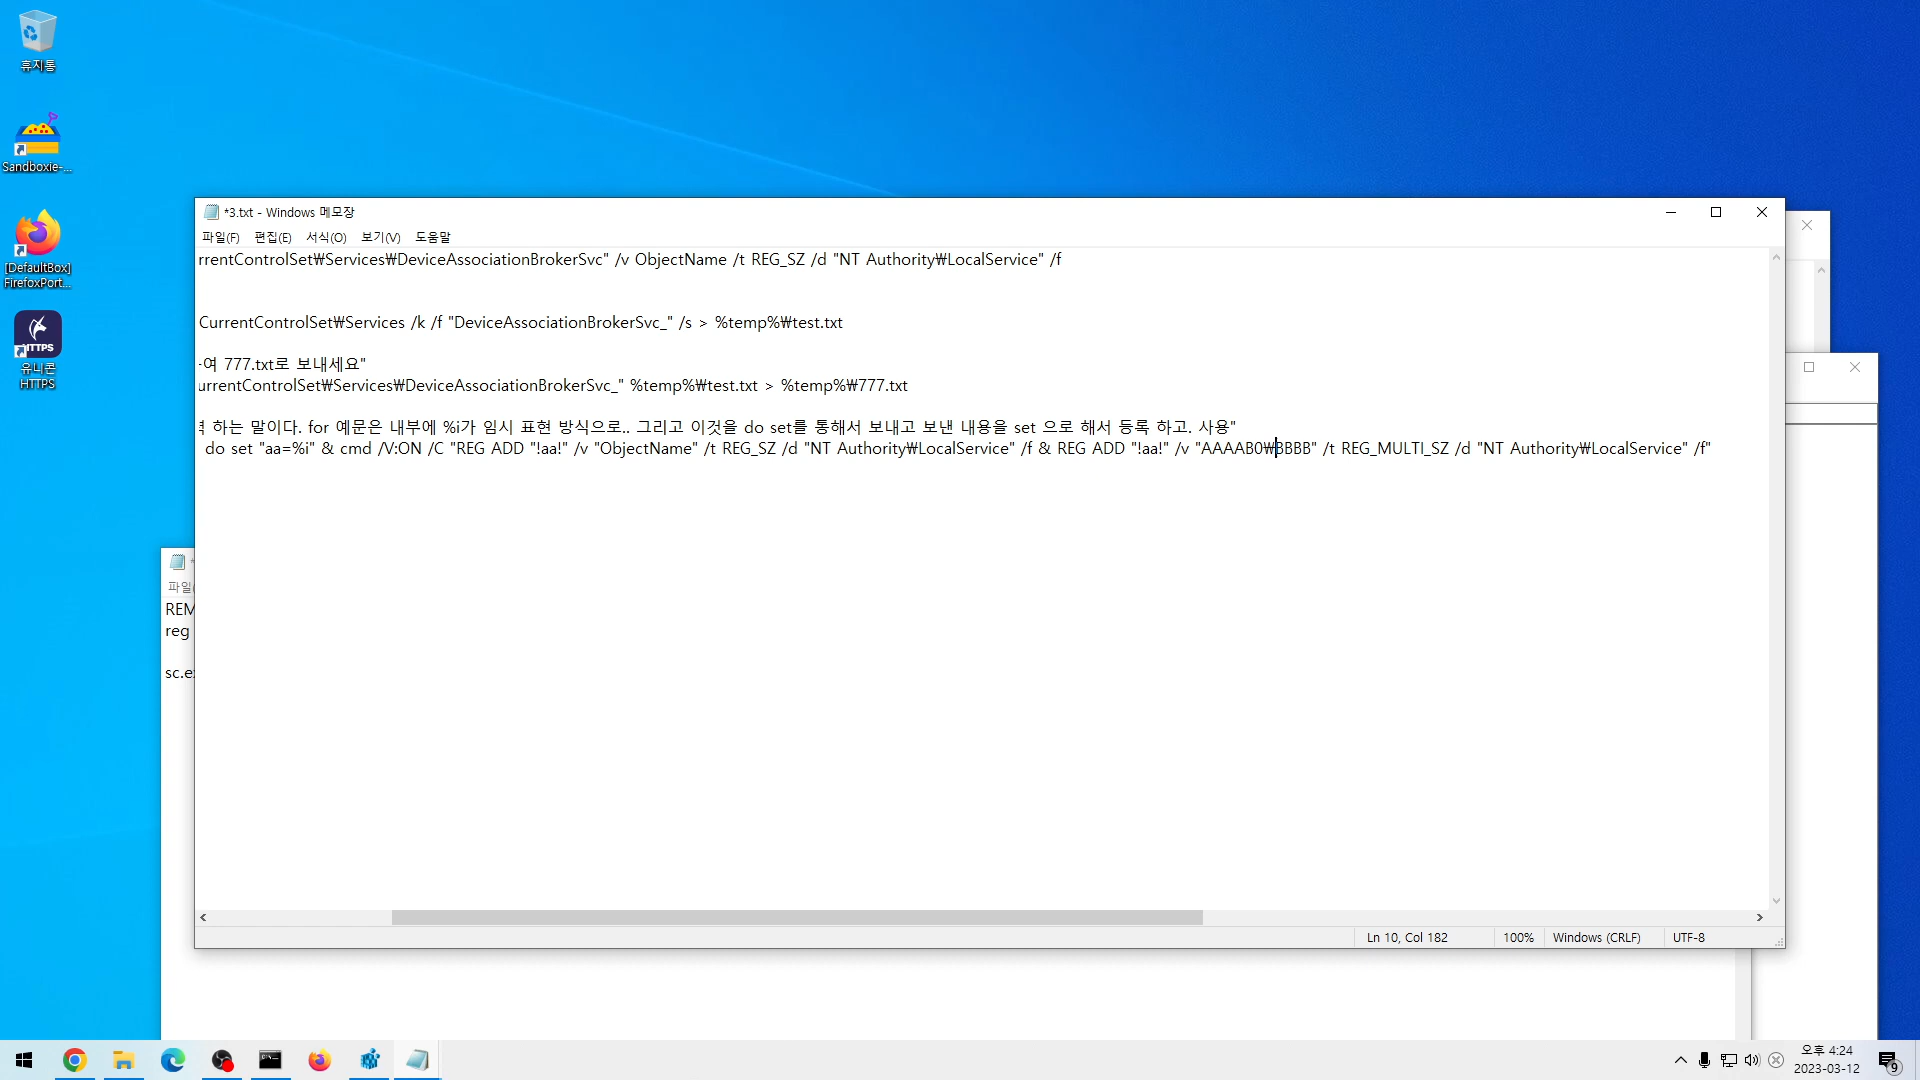 휴지통
Sandboxie-...
[DefaultBox]
FirefoxPort...
HTTPS
유니콘
HTTPS
*3.txt - Windows 메모장
파일(F) 편집(E) 서식(O) 보기(V) 도움말
rrentControlSet₩Services₩DeviceAssociationBrokerSvc" /v ObjectName /t REG_SZ /d "NT Authority₩LocalService" /f
CurrentControlSet₩Services /k /f "DeviceAssociationBrokerSvc_" /s > %temp%₩test.txt
여 777.txt로 보내세요"
urrentControlSet₩Services₩DeviceAssociationBrokerSvc_" %temp%₩test.txt > %temp%₩777.txt
하는 말이다. for 예문은 내부에 %i가 임시 표현 방식으로.. 그리고 이것을 do set를 통해서 보내고 보낸 내용을 set 으로 해서 등록 하고. 사용"
do set "aa=%i" & cmd /V:ON /C "REG ADD "!aa!" /v "ObjectName" /t REG_SZ /d "NT Authority₩LocalService" /f & REG ADD "!aa!" /v "AAAAB0₩BBBB" /t REG_MULTI_SZ /d "NT Authority₩LocalService" /f"
Ln 10, Col 182 100% Windows (CRLF) UTF-8
파일
REM
reg
sc.e
오후 4:24
2023-03-12
9